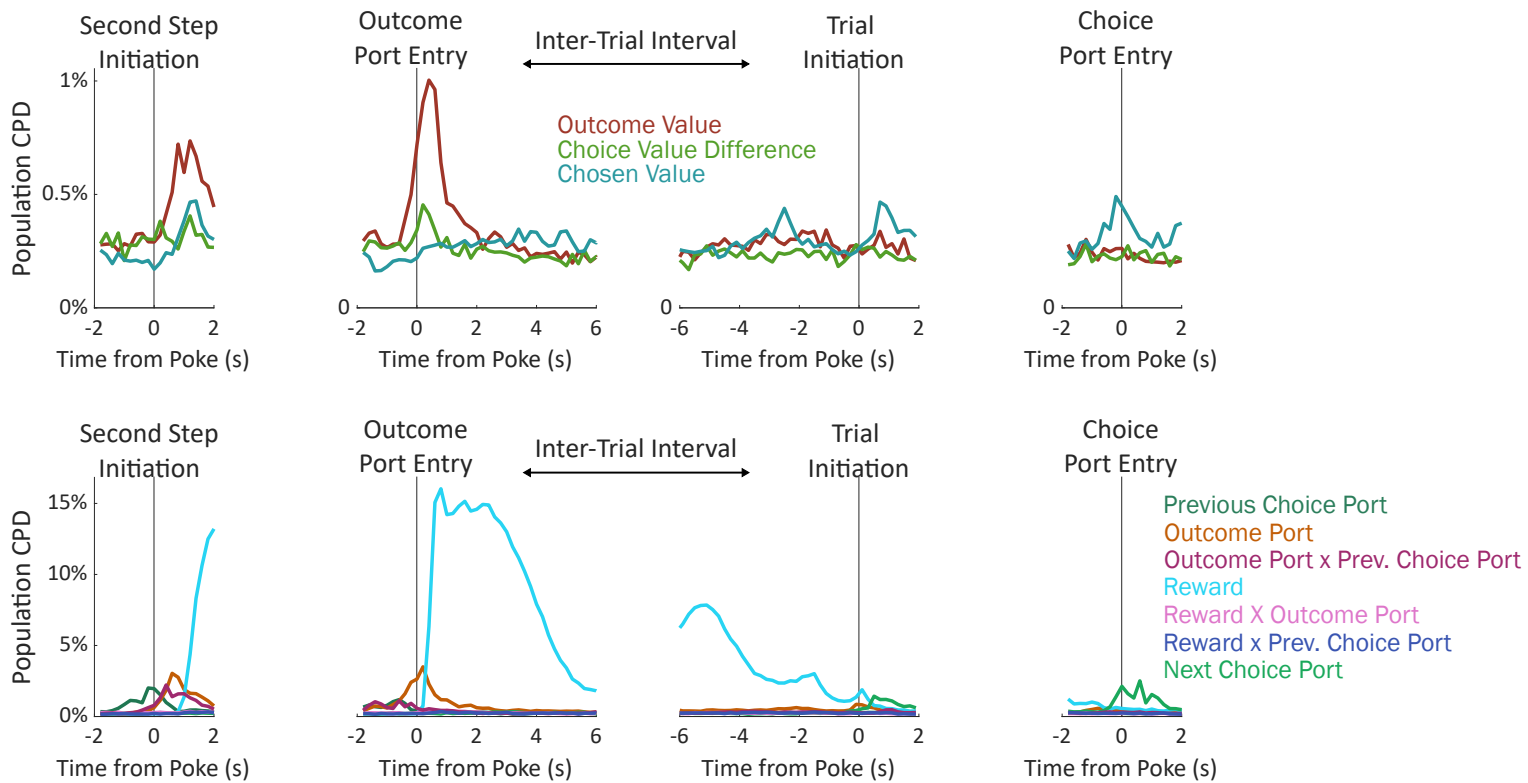 Second Step
Initiation
Outcome
Port Entry
Inter-Trial Interval
Trial
Initiation
Choice
Port Entry
Population CPD
1%
0.5%
0%
0
0
Outcome Value
Choice Value Difference
Chosen Value
-2 0 2
-2 0 2 4 6
-6 -4 -2 0 2
-2 0 2
Time from Poke (s)
Time from Poke (s)
Time from Poke (s)
Time from Poke (s)
Second Step
Initiation
Outcome
Port Entry
Inter-Trial Interval
Trial
Initiation
Choice
Port Entry
Population CPD
15%
10%
5%
0%
Previous Choice Port
Outcome Port
Outcome Port x Prev. Choice Port
Reward
Reward X Outcome Port
Reward x Prev. Choice Port
Next Choice Port
-2 0 2
-2 0 2 4 6
-6 -4 -2 0 2
-2 0 2
Time from Poke (s)
Time from Poke (s)
Time from Poke (s)
Time from Poke (s)